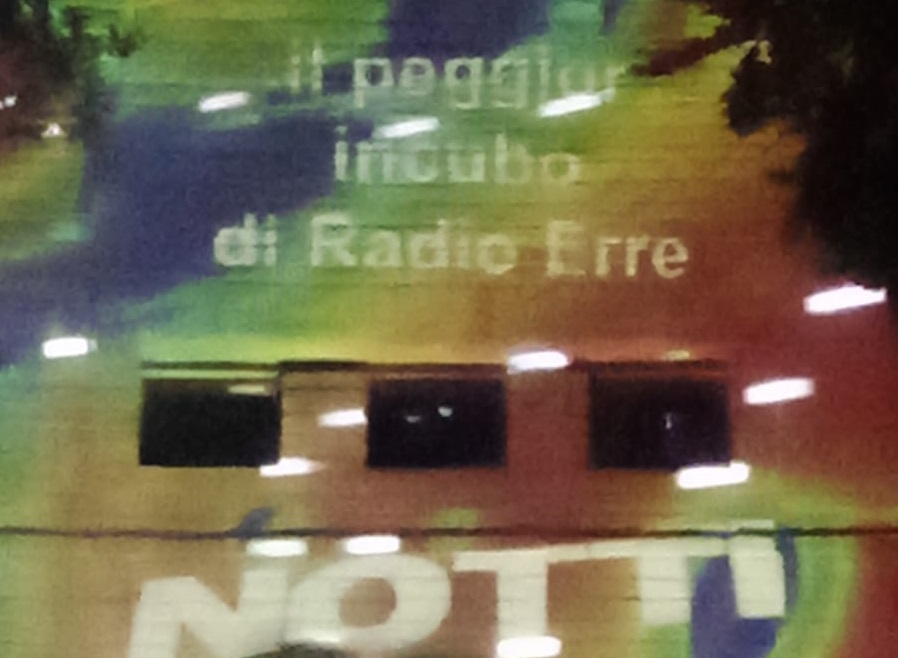 il peggior
incubo
di Radio Erre
NOTTI